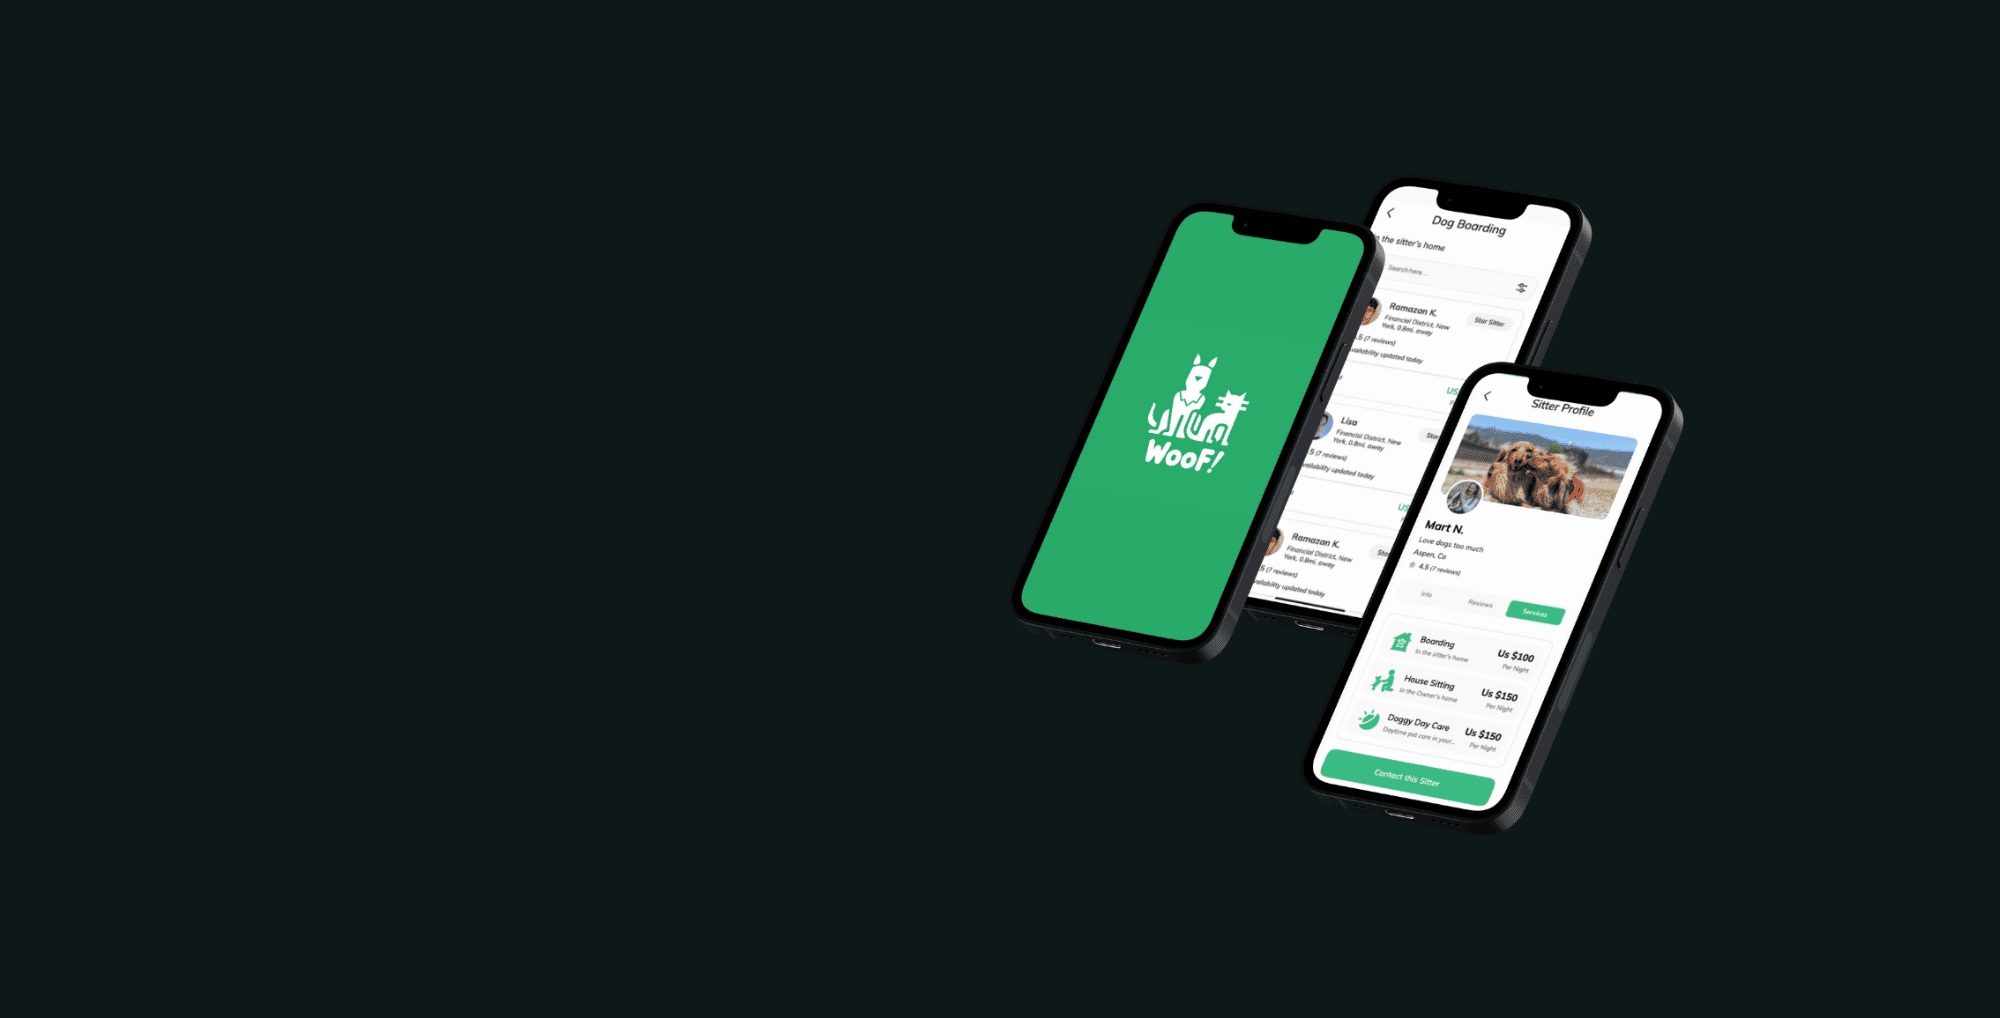 WooF!
Dog Boarding
In the sitter's home
Search here...
Ramazan K.
Star Sitter
Financial District, New
York, 0.8mi. away
.5 (7 reviews)
vailability updated today
US
Lisa
Star
Financial District, New
York, 0.8mi. away
.5 (7 reviews)
vailability updated today
US
Ramazan K.
Financial District, New
York, 0.8mi. away
.5 (7 reviews)
vailability updated today
Sitter Profile
Mart N.
Love dogs too much
Aspen, Co
4.5 (7 reviews)
Info
Reviews
Services
Boarding
In the sitter's home
Us $100
Per Night
House Sitting
In the Owner's home
Us $150
Per Night
Doggy Day Care
Daytime pet care in your...
Us $150
Per Night
Contact this Sitter